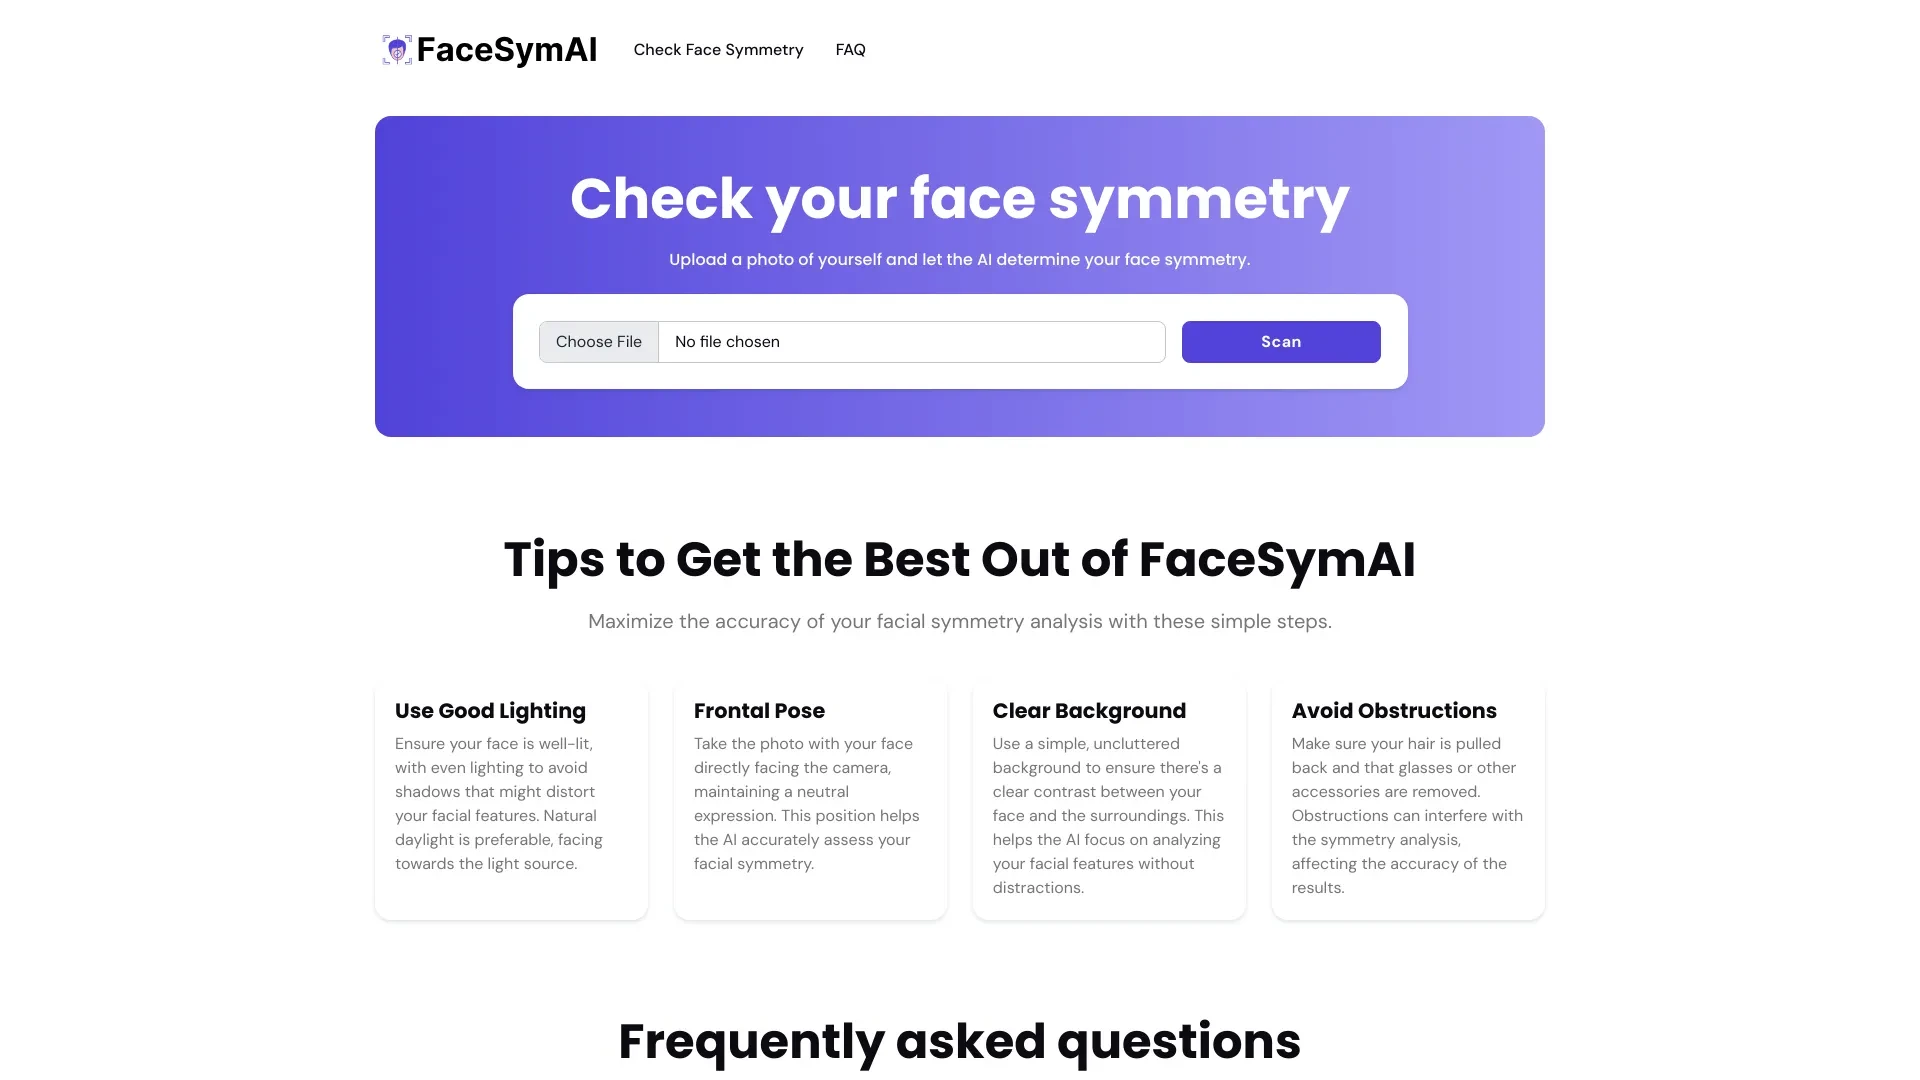 FaceSymAI
Check Face Symmetry
FAQ
Check your face symmetry
Upload a photo of yourself and let the AI determine your face symmetry.
Choose File
No file chosen
Scan
Tips to Get the Best Out of FaceSymAI
Maximize the accuracy of your facial symmetry analysis with these simple steps.
Use Good Lighting
Ensure your face is well-lit,
with even lighting to avoid
shadows that might distort
your facial features. Natural
daylight is preferable, facing
towards the light source.
Frontal Pose
Take the photo with your face
directly facing the camera,
maintaining a neutral
expression. This position helps
the AI accurately assess your
facial symmetry.
Clear Background
Use a simple, uncluttered
background to ensure there's a
clear contrast between your
face and the surroundings. This
helps the AI focus on analyzing
your facial features without
distractions.
Avoid Obstructions
Make sure your hair is pulled
back and that glasses or other
accessories are removed.
Obstructions can interfere with
the symmetry analysis,
affecting the accuracy of the
results.
Frequently asked questions